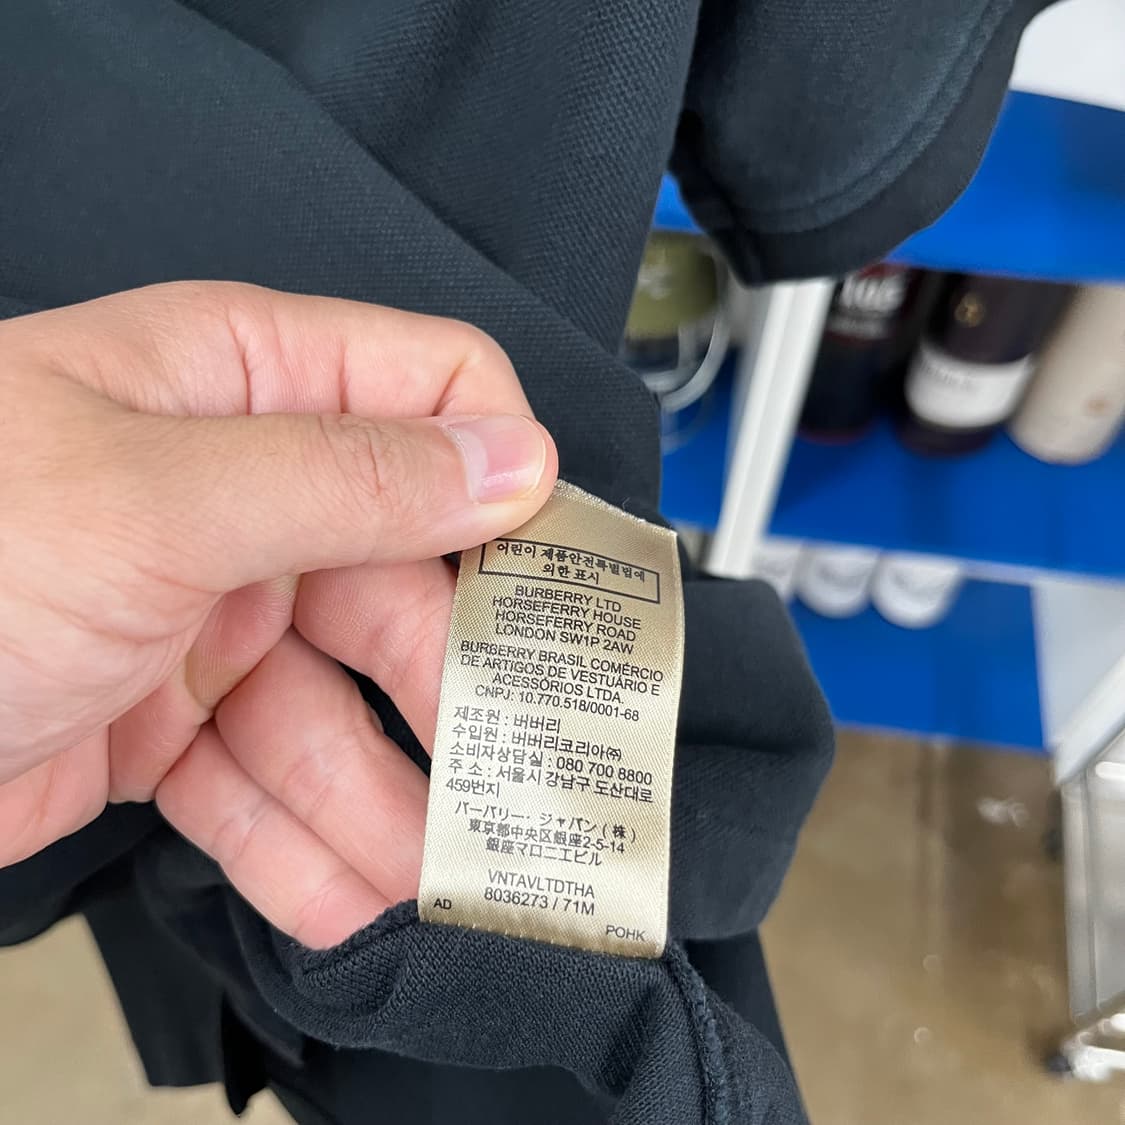 어린이 제품안전특별법에
의한 표시
BURBERRY LTD
HORSEFERRY HOUSE
HORSEFERRY ROAD
LONDON SW1P 2AW
BURBERRY BRASIL COMÉRCIO
DE ARTIGOS DE VESTUÁRIO E
ACESSÓRIOS LTDA.
CNPJ: 10.770.518/0001-68
제조원 : 버버리
수입원 : 버버리코리아㈜
소비자상담실 : 080 700 8800
주 소 : 서울시 강남구 도산대로
459번지
バーバリー・ジャパン(株)
東京都中央区銀座2-5-14
銀座マロニエビル
VNTAVLTDTHA
8036273 / 71M
AD
POHK